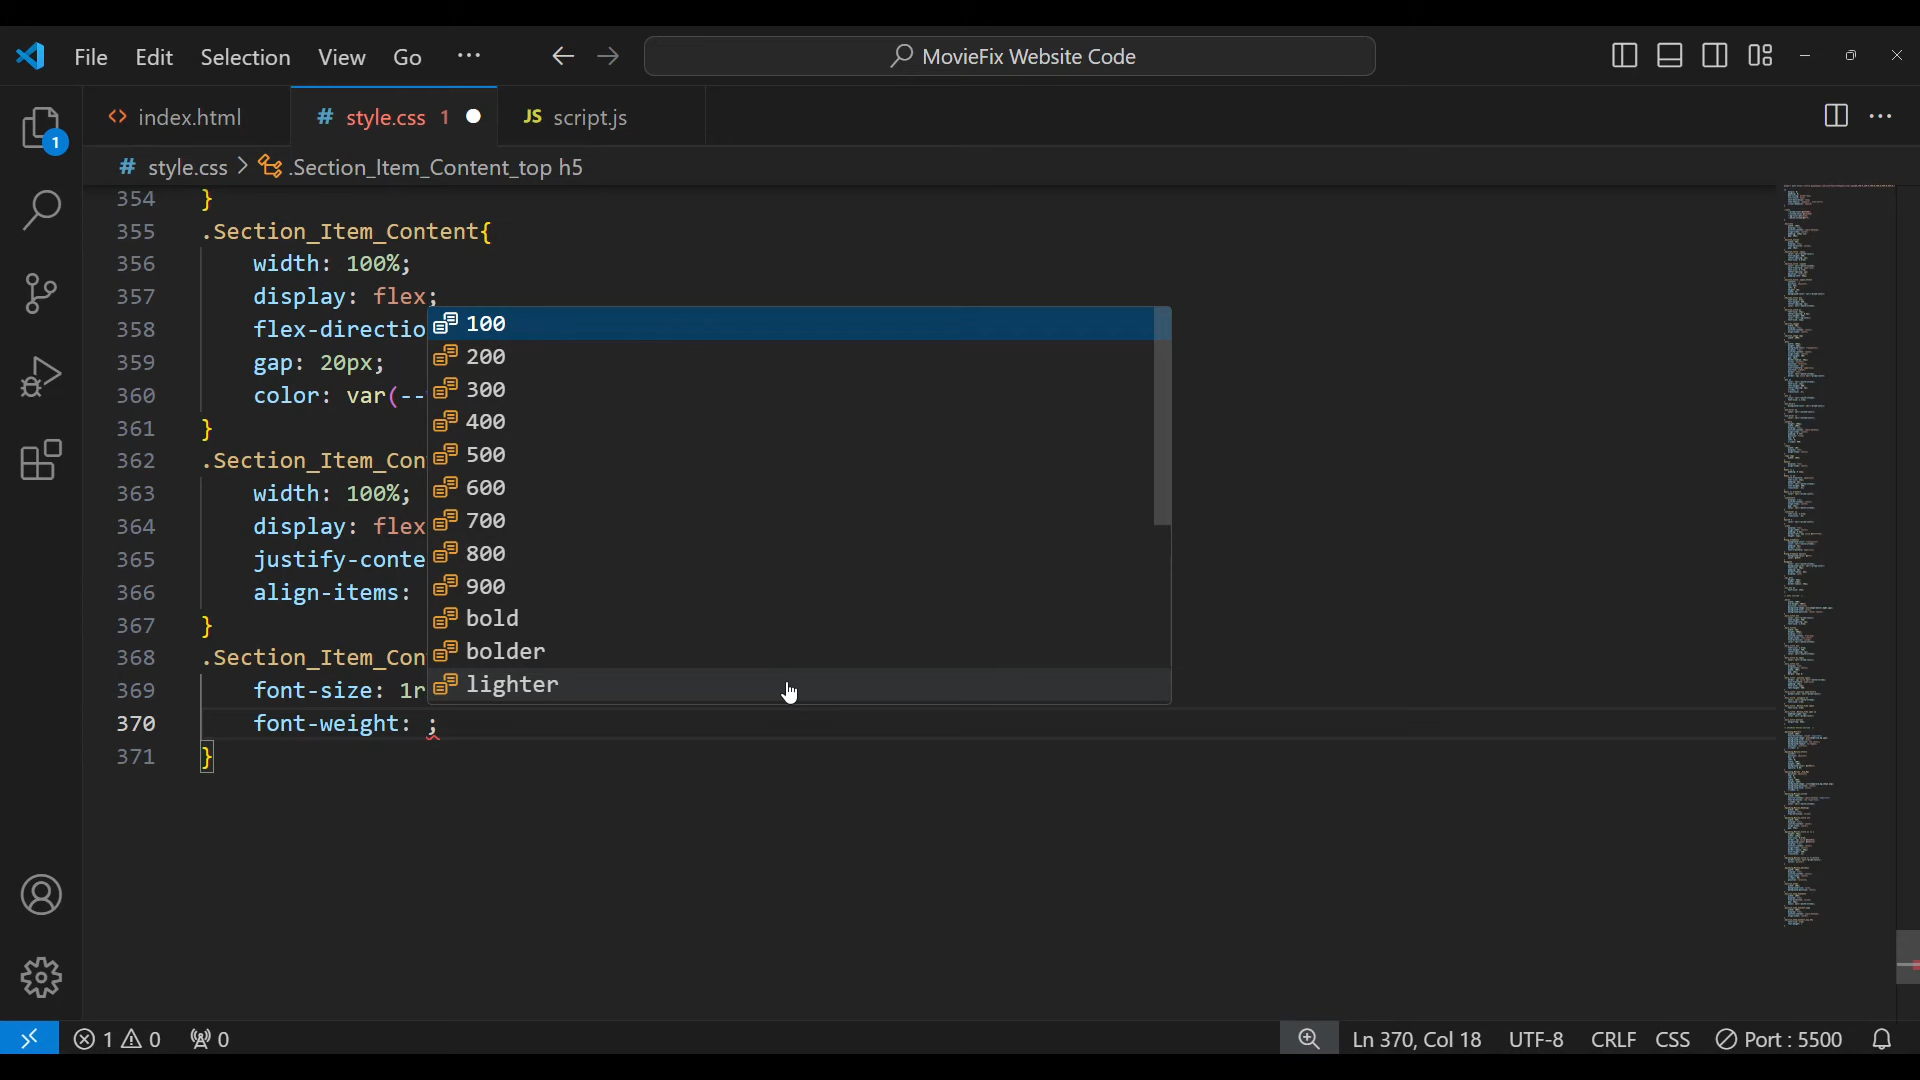 File Edit Selection View Go ··· MovieFix Website Code
1
<> index.html # style.css 1 JS script.js
# style.css > .Section_Item_Content_top h5
354 }
355 .Section_Item_Content{
356 width: 100%;
357 display: flex;
358 flex-directio
359 gap: 20px;
360 color: var(--
361 }
362 .Section_Item_Con
363 width: 100%;
364 display: flex
365 justify-conte
366 align-items:
367 }
368 .Section_Item_Con
369 font-size: 1r
370 font-weight: ;
371 }
100
200
300
400
500
600
700
800
900
bold
bolder
lighter
1 0 0 Ln 370, Col 18 UTF-8 CRLF CSS Port : 5500